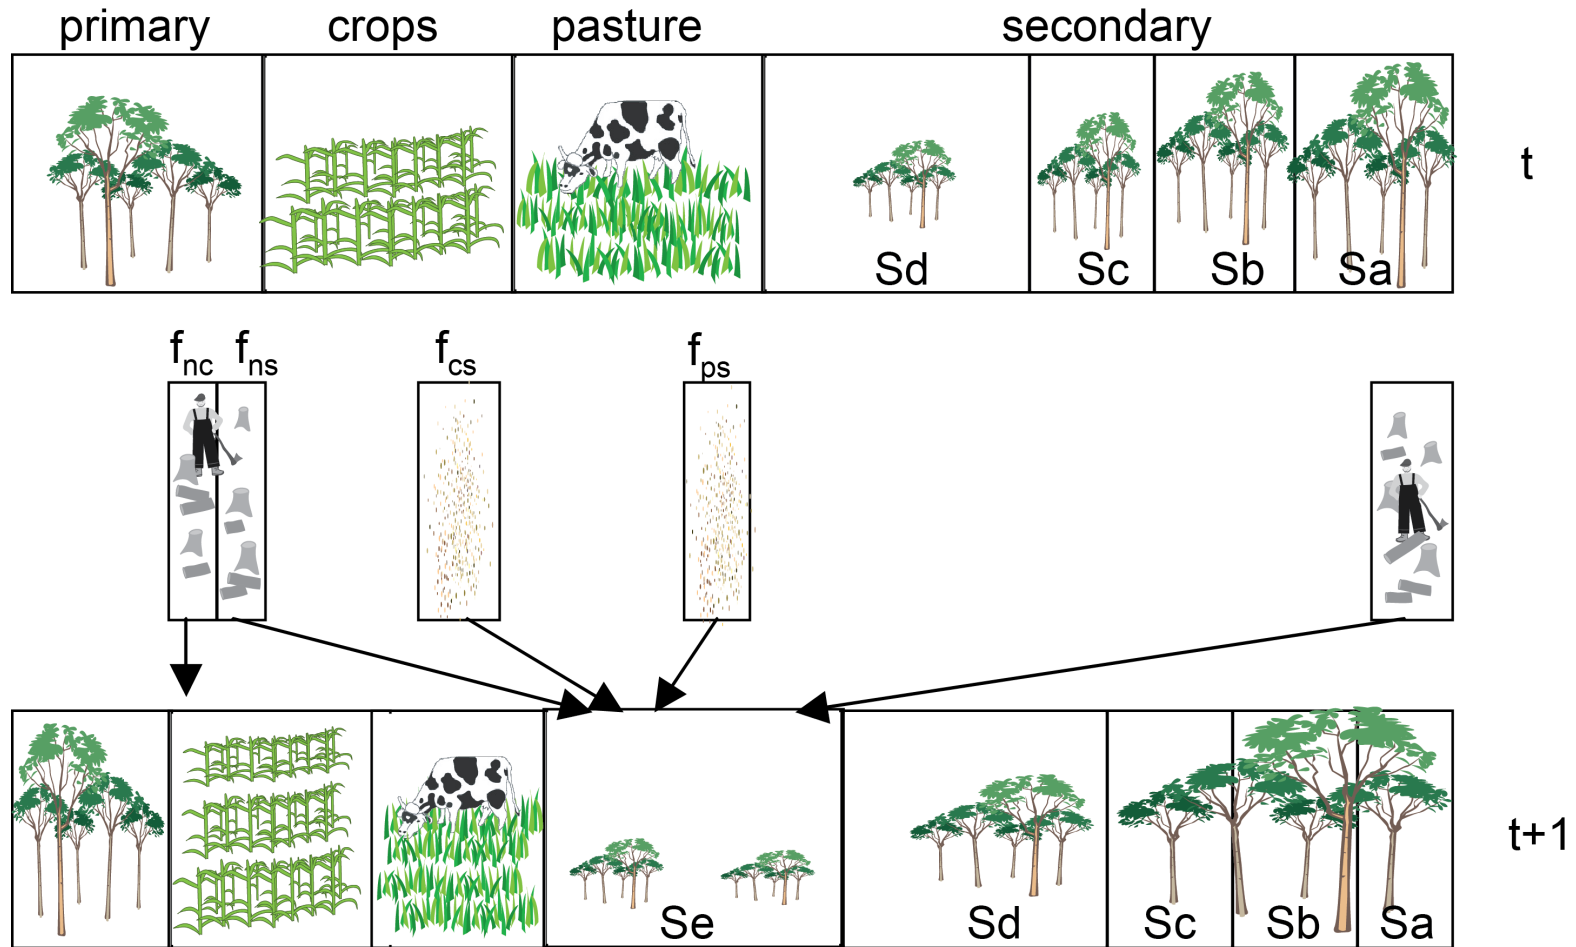 primary crops pasture secondary
t
Sd Sc Sb Sa
fnc fns fcs fps
t+1
Se Sd Sc Sb Sa